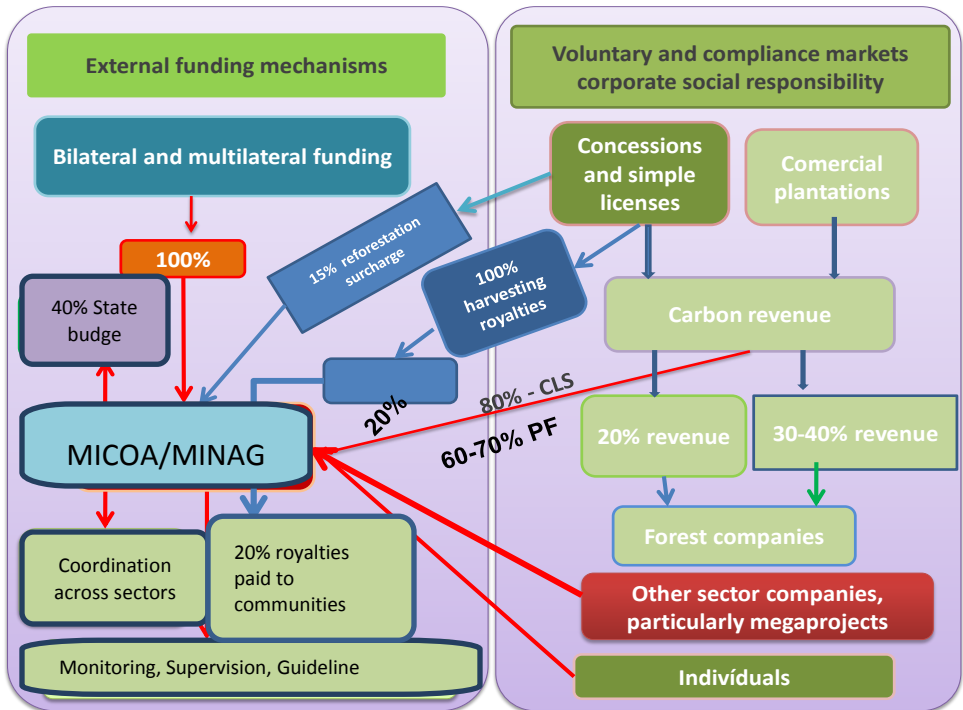 External funding mechanisms
Bilateral and multilateral funding
100%
40% State
budge
MICOA/MINAG
Coordination
across sectors
20% royalties
paid to
communities
Monitoring, Supervision, Guideline
15% reforestation
surcharge
100%
harvesting
royalties
20%
80% - CLS
60-70% PF
Voluntary and compliance markets
corporate social responsibility
Concessions
and simple
licenses
Comercial
plantations
Carbon revenue
20% revenue
30-40% revenue
Forest companies
Other sector companies,
particularly megaprojects
Indivíduals